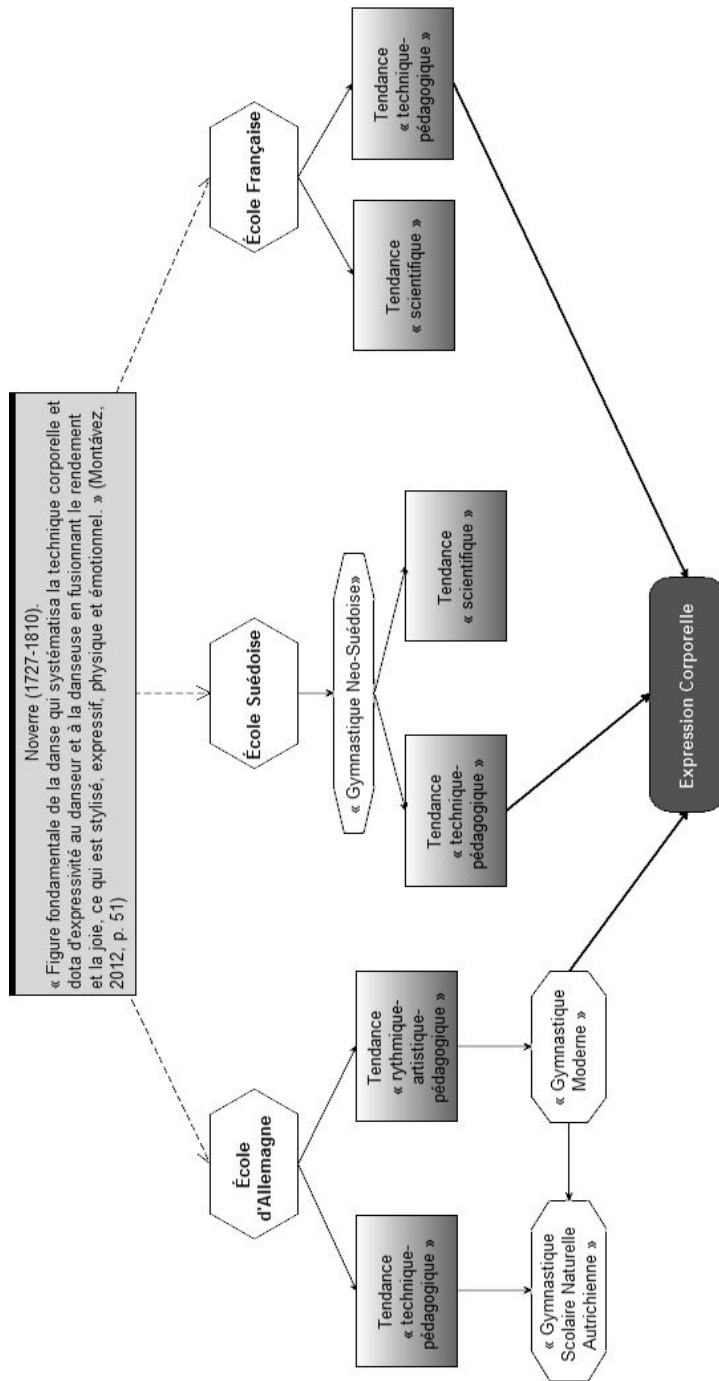 Noverre (1727-1810).
« Figure fondamentale de la danse qui systématisa la technique corporelle et
dota d'expressivité au danseur et à la danseuse en fusionnant le rendement
et la joie, ce qui est stylisé, expressif, physique et émotionnel. » (Montávez,
2012, p. 51)
École
d'Allemagne
École Suédoise
École Française
« Gymnastique Neo-Suédoise»
Tendance
« technique-
pédagogique »
Tendance
« rythmique-
artistique-
pédagogique »
Tendance
« technique-
pédagogique »
Tendance
« scientifique »
Tendance
« scientifique »
Tendance
« technique-
pédagogique »
« Gymnastique
Scolaire Naturelle
Autrichienne »
« Gymnastique
Moderne »
Expression Corporelle